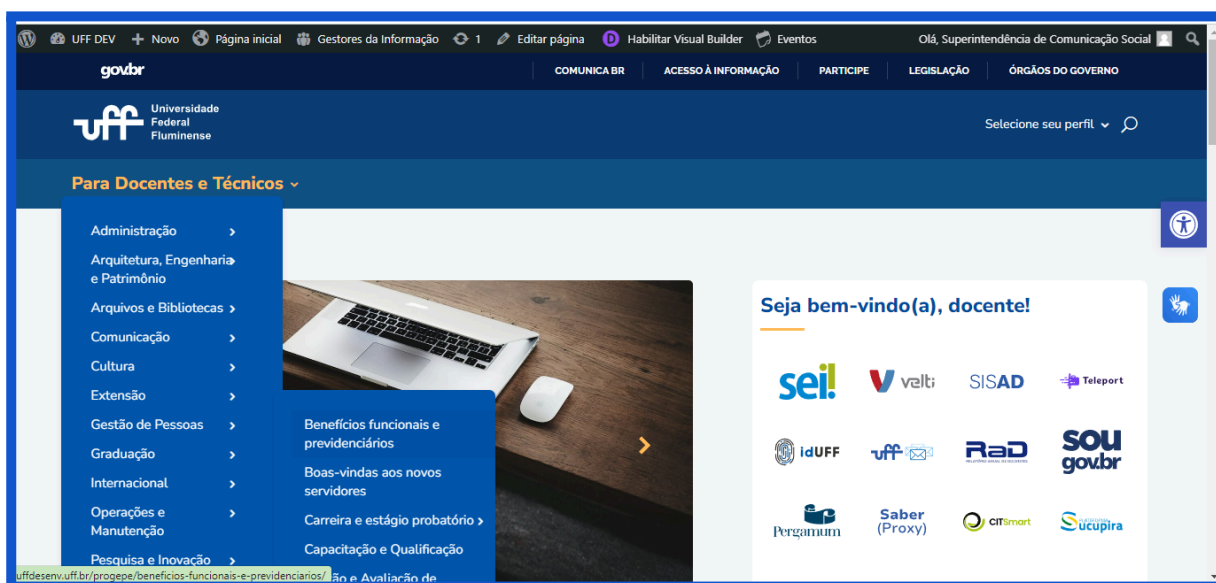 UFF DEV + Novo Página inicial Gestores da Informação 1 Editar página Habilitar Visual Builder Eventos Olá, Superintendência de Comunicação Social
gov.br COMUNICA BR ACESSO À INFORMAÇÃO PARTICIPE LEGISLAÇÃO ÓRGÃOS DO GOVERNO
uff
Universidade
Federal
Fluminense
Selecione seu perfil
Para Docentes e Técnicos
Administração
Arquitetura, Engenharia
e Patrimônio
Arquivos e Bibliotecas
Comunicação
Cultura
Extensão
Gestão de Pessoas
Graduação
Internacional
Operações e
Manutenção
Pesquisa e Inovação
Benefícios funcionais e
previdenciários
Boas-vindas aos novos
servidores
Carreira e estágio probatório
Capacitação e Qualificação
e Avaliação de
Seja bem-vindo(a), docente!
sei! velti SISAD Teleport
idUFF uff RaD sou
gov.br
Pergamum Saber
(Proxy) CITSmart Sucupira
uffdesenv.uff.br/progepe/beneficios-funcionais-e-previdenciarios/